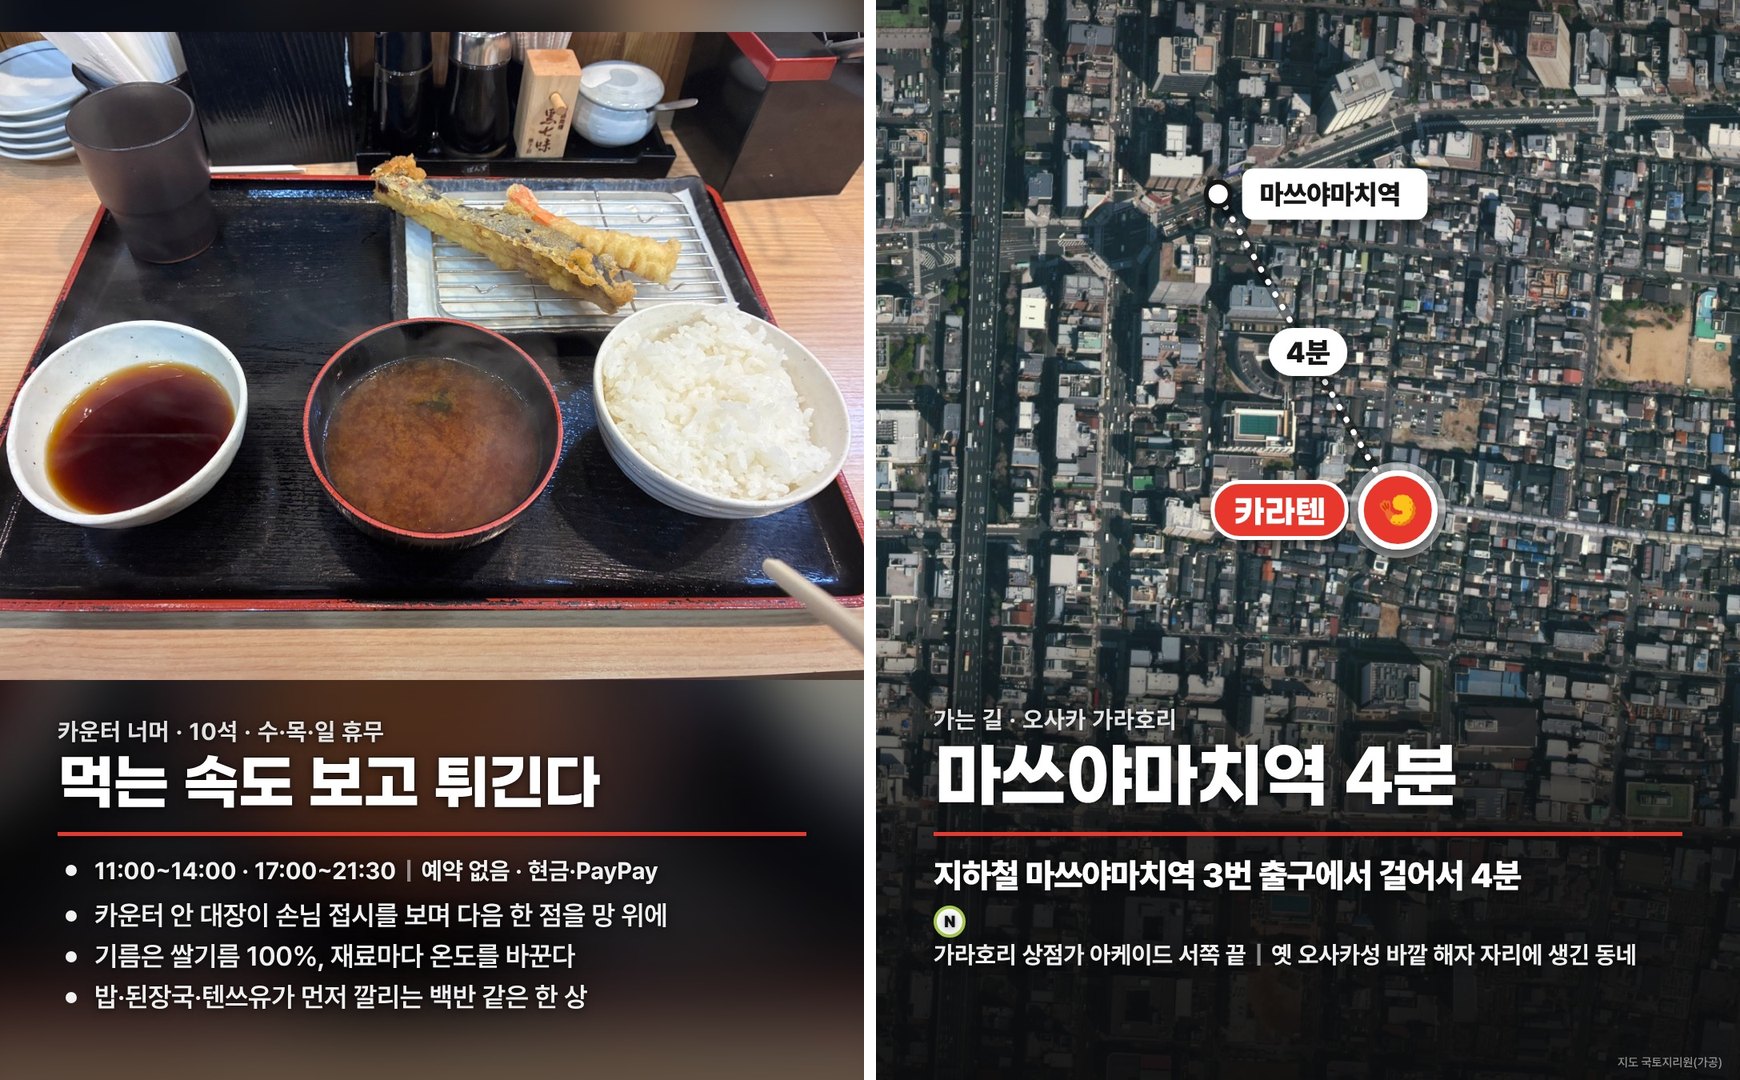 黒七味
ぽんず
카운터 너머 · 10석 · 수·목·일 휴무
먹는 속도 보고 튀긴다
11:00~14:00 · 17:00~21:30 | 예약 없음 · 현금·PayPay
카운터 안 대장이 손님 접시를 보며 다음 한 점을 망 위에
기름은 쌀기름 100%, 재료마다 온도를 바꾼다
밥·된장국·텐쓰유가 먼저 깔리는 백반 같은 한 상
마쓰야마치역
4분
카라텐
가는 길 · 오사카 가라호리
마쓰야마치역 4분
지하철 마쓰야마치역 3번 출구에서 걸어서 4분
N
가라호리 상점가 아케이드 서쪽 끝 | 옛 오사카성 바깥 해자 자리에 생긴 동네
지도 국토지리원(가공)